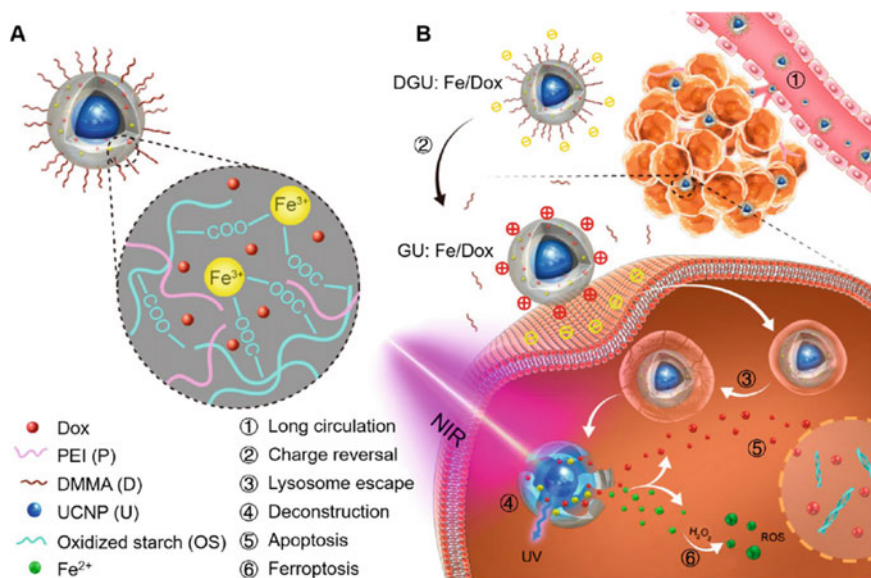 A
Fe³⁺
COO
Fe³⁺
OOC
COO
OOC
OOC
Dox
PEI (P)
DMMA (D)
UCNP (U)
Oxidized starch (OS)
Fe²⁺
① Long circulation
② Charge reversal
③ Lysosome escape
④ Deconstruction
⑤ Apoptosis
⑥ Ferroptosis
B
DGU: Fe/Dox
①
②
GU: Fe/Dox
③
NIR
⑤
④
UV
H₂O₂
ROS
⑥